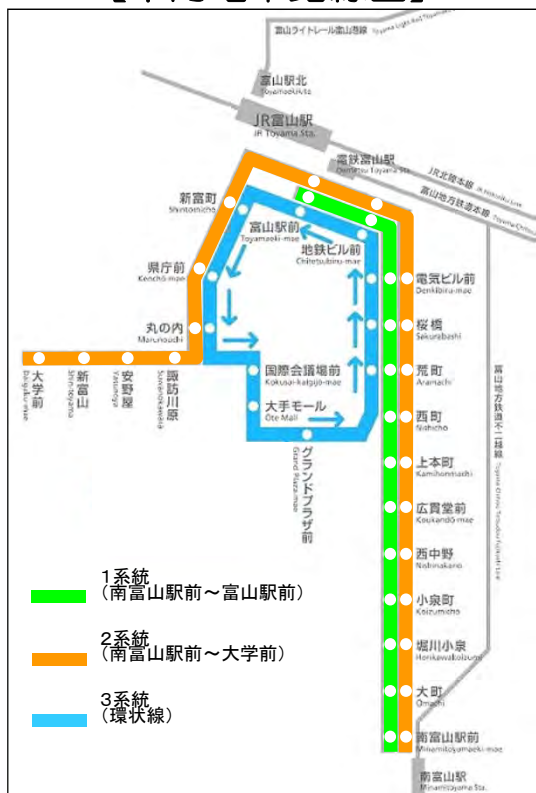 富山ライトレール富山港線 Toyama Light Rail Toyamako Line
富山駅北
Toyamaekikita
JR富山駅
JR Toyama Sta.
電鉄富山駅
Dentetsu Toyama Sta.
JR北陸本線 JR Hokuriku Line
富山地方鉄道本線
新富町
Shintomicho
富山駅前
Toyamaeki-mae
地鉄ビル前
Chitetsubiru-mae
県庁前
Kenchō-mae
電気ビル前
Denkibiru-mae
丸の内
Marunouchi
桜橋
Sakurabashi
大学前
Daigaku-mae
新富山
Shin-toyama
安野屋
Yasunoya
諏訪川原
Suwanokawara
国際会議場前
Kokusai-kaigijo-mae
荒町
Aramachi
大手モール
Ote Mall
西町
Nishicho
グランドプラザ前
Grand Plaza-mae
上本町
Kamihonmachi
広貫堂前
Koukandō-mae
西中野
Nishinakano
富山地方鉄道不二越線
小泉町
Koizumicho
堀川小泉
Horikawakoizumi
大町
Omachi
南富山駅前
Minamitoyamaeki-mae
南富山駅
Minamitoyama Sta.
1系統
(南富山駅前~富山駅前)
2系統
(南富山駅前~大学前)
3系統
(環状線)